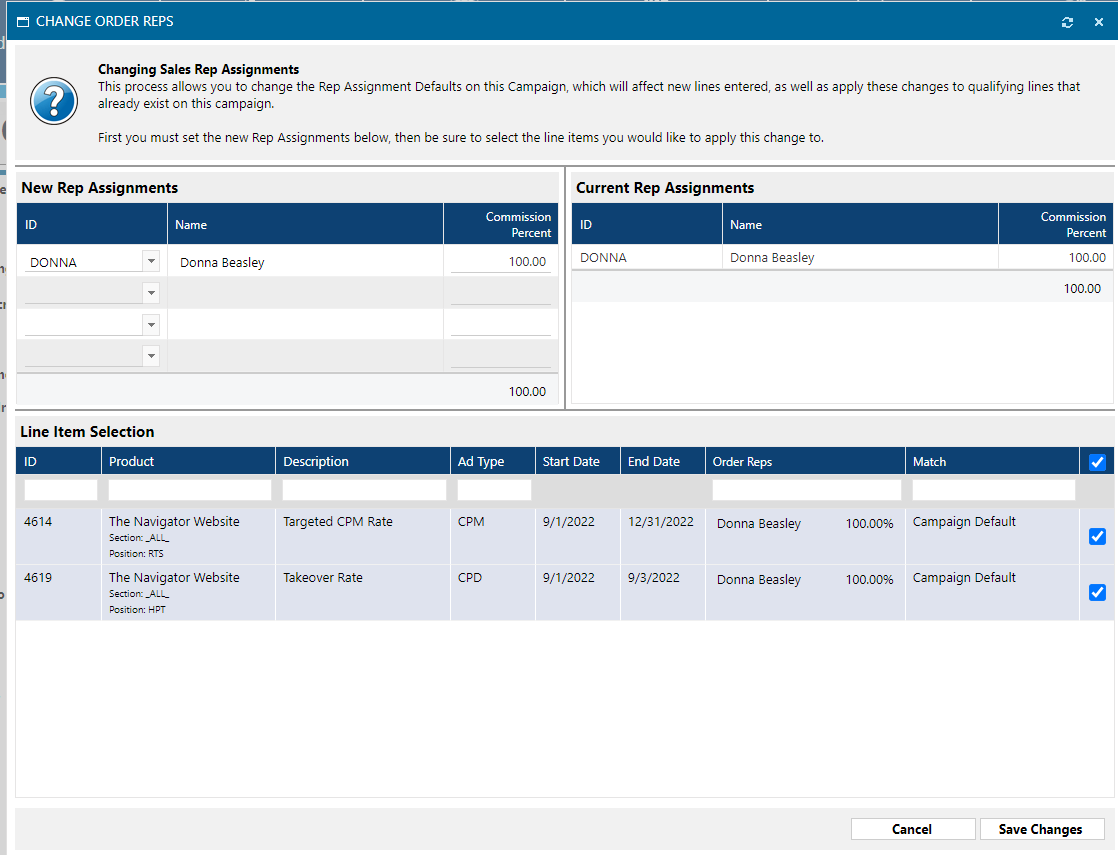 CHANGE ORDER REPS
Changing Sales Rep Assignments
This process allows you to change the Rep Assignment Defaults on this Campaign, which will affect new lines entered, as well as apply these changes to qualifying lines that
already exist on this campaign.
First you must set the new Rep Assignments below, then be sure to select the line items you would like to apply this change to.
New Rep Assignments
ID Name Commission Percent
DONNA Donna Beasley 100.00
100.00
Current Rep Assignments
ID Name Commission Percent
DONNA Donna Beasley 100.00
100.00
Line Item Selection
ID Product Description Ad Type Start Date End Date Order Reps Match
4614 The Navigator Website Targeted CPM Rate CPM 9/1/2022 12/31/2022 Donna Beasley 100.00% Campaign Default
Section: _ALL_
Position: RTS
4619 The Navigator Website Takeover Rate CPD 9/1/2022 9/3/2022 Donna Beasley 100.00% Campaign Default
Section: _ALL_
Position: HPT
Cancel Save Changes